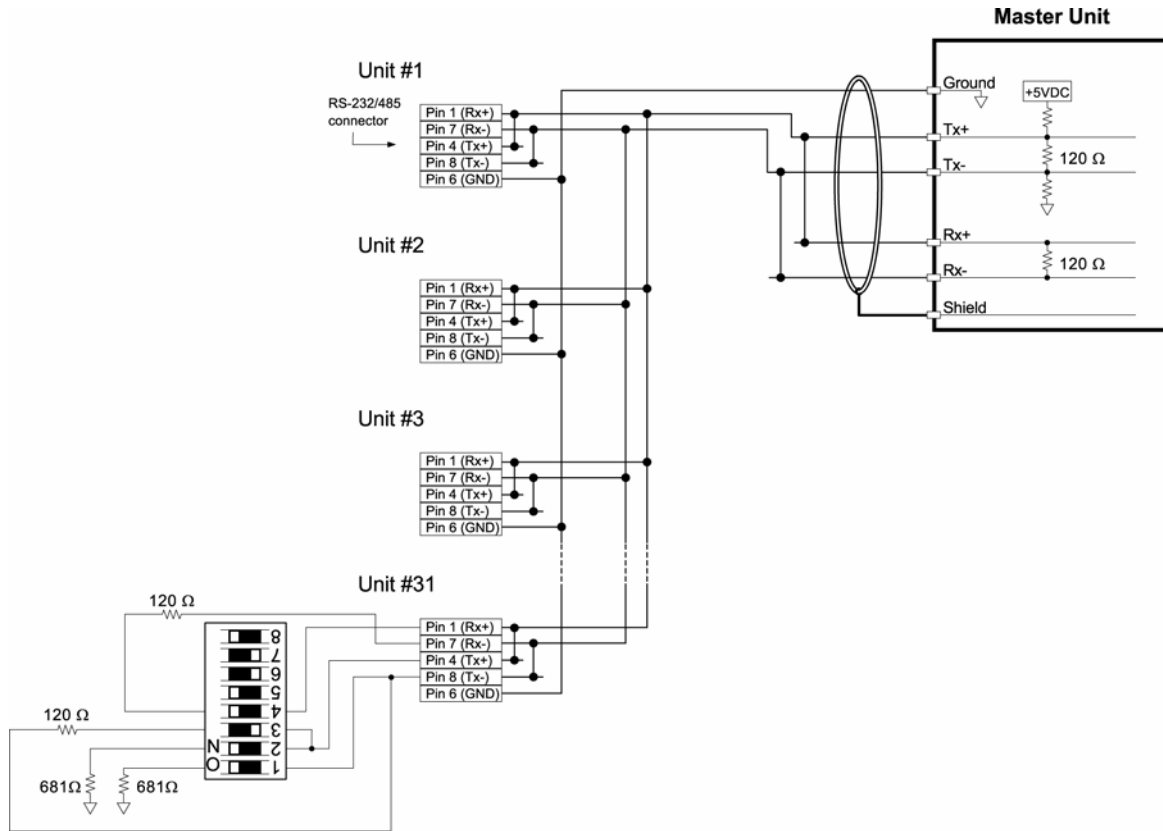 Master Unit
Unit #1
RS-232/485
connector
Pin 1 (Rx+)
Pin 7 (Rx-)
Pin 4 (Tx+)
Pin 8 (Tx-)
Pin 6 (GND)
Ground
+5VDC
Tx+
120 Ω
Tx-
Rx+
120 Ω
Rx-
Shield
Unit #2
Pin 1 (Rx+)
Pin 7 (Rx-)
Pin 4 (Tx+)
Pin 8 (Tx-)
Pin 6 (GND)
Unit #3
Pin 1 (Rx+)
Pin 7 (Rx-)
Pin 4 (Tx+)
Pin 8 (Tx-)
Pin 6 (GND)
Unit #31
Pin 1 (Rx+)
Pin 7 (Rx-)
Pin 4 (Tx+)
Pin 8 (Tx-)
Pin 6 (GND)
120 Ω
8
7
6
5
4
3
2
1
ON
120 Ω
681Ω
681Ω